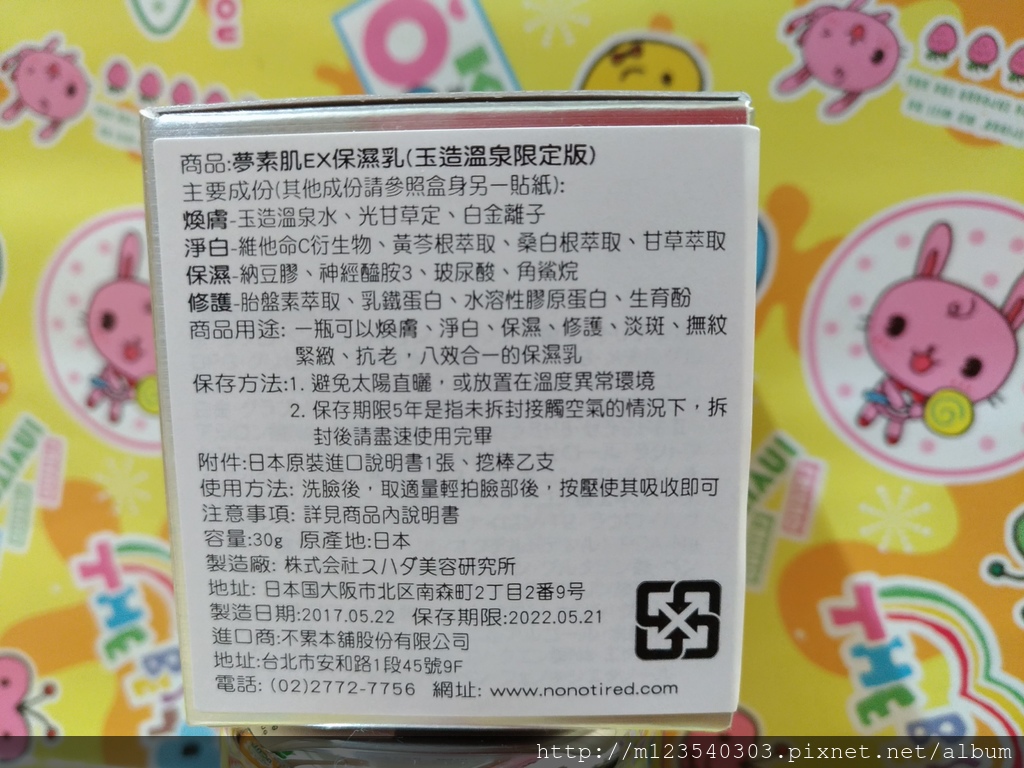 商品:夢素肌EX保濕乳(玉造溫泉限定版)
主要成份(其他成份請參照盒身另一貼紙):
煥膚-玉造溫泉水、光甘草定、白金離子
淨白-維他命C衍生物、黃芩根萃取、桑白根萃取、甘草萃取
保濕-納豆膠、神經醯胺3、玻尿酸、角鯊烷
修護-胎盤素萃取、乳鐵蛋白、水溶性膠原蛋白、生育酚
商品用途: 一瓶可以煥膚、淨白、保濕、修護、淡斑、撫紋
緊緻、抗老，八效合一的保濕乳
保存方法:1. 避免太陽直曬，或放置在溫度異常環境
2. 保存期限5年是指未拆封接觸空氣的情況下，拆
封後請盡速使用完畢
附件:日本原裝進口說明書1張、挖棒乙支
使用方法: 洗臉後，取適量輕拍臉部後，按壓使其吸收即可
注意事項: 詳見商品內說明書
容量:30g 原產地:日本
製造廠: 株式会社スハダ美容研究所
地址: 日本国大阪市北区南森町2丁目2番9号
製造日期:2017.05.22 保存期限:2022.05.21
進口商:不累本舖股份有限公司
地址:台北市安和路1段45號9F
電話: (02)2772-7756 網址: www.nonotired.com
THE B
THE B
http://m123540303.pixnet.net/album